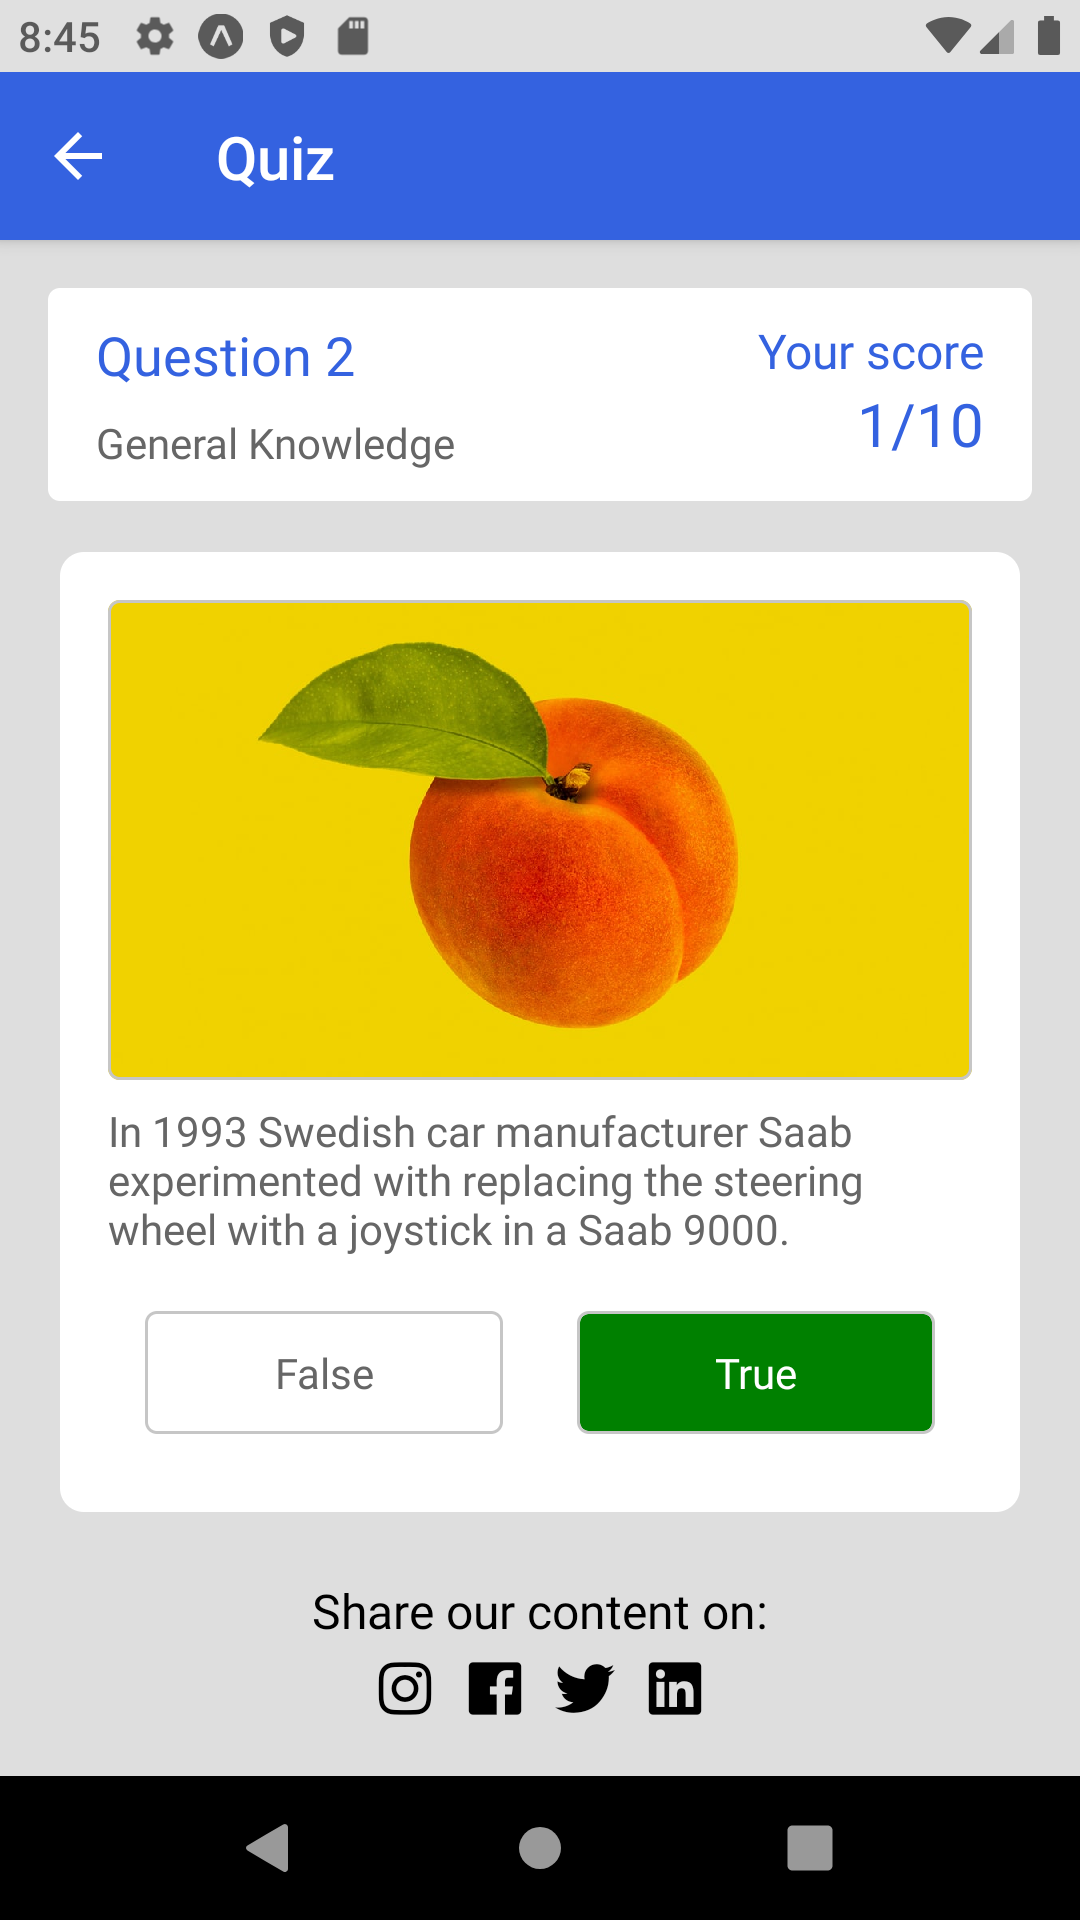 8:45
Quiz
Question 2
Your score
General Knowledge
1/10
In 1993 Swedish car manufacturer Saab
experimented with replacing the steering
wheel with a joystick in a Saab 9000.
False
True
Share our content on: